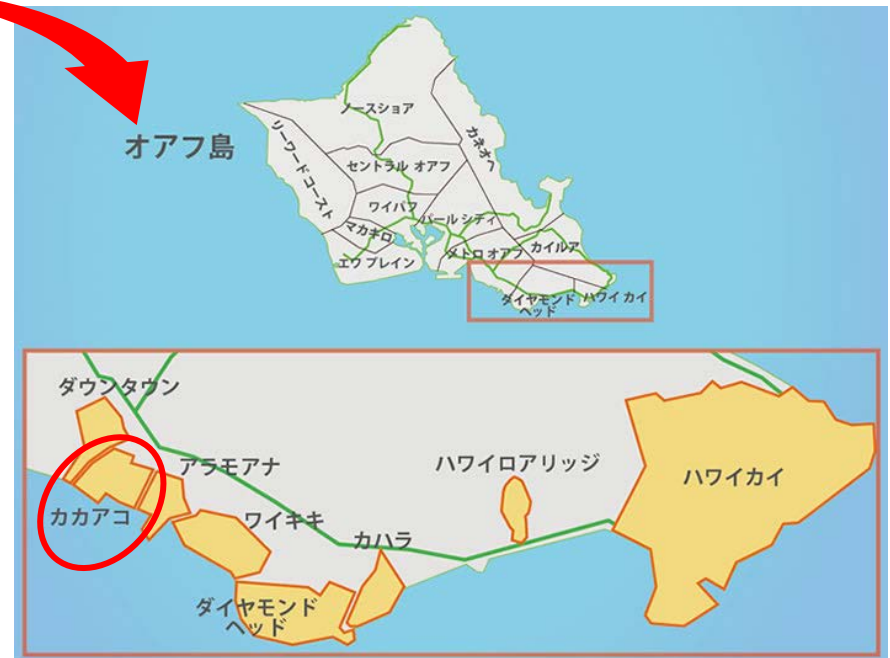 オアフ島
ノースショア
リーワードコースト
カネオヘ
セントラル オアフ
ワイパフ
パール シティ
マカキロ
エワ プレイン
メトロ オアフ
カイルア
ダイヤモンド
ヘッド
ハワイ カイ
ダウンタウン
アラモアナ
カカアコ
ワイキキ
カハラ
ハワイロアリッジ
ハワイカイ
ダイヤモンド
ヘッド